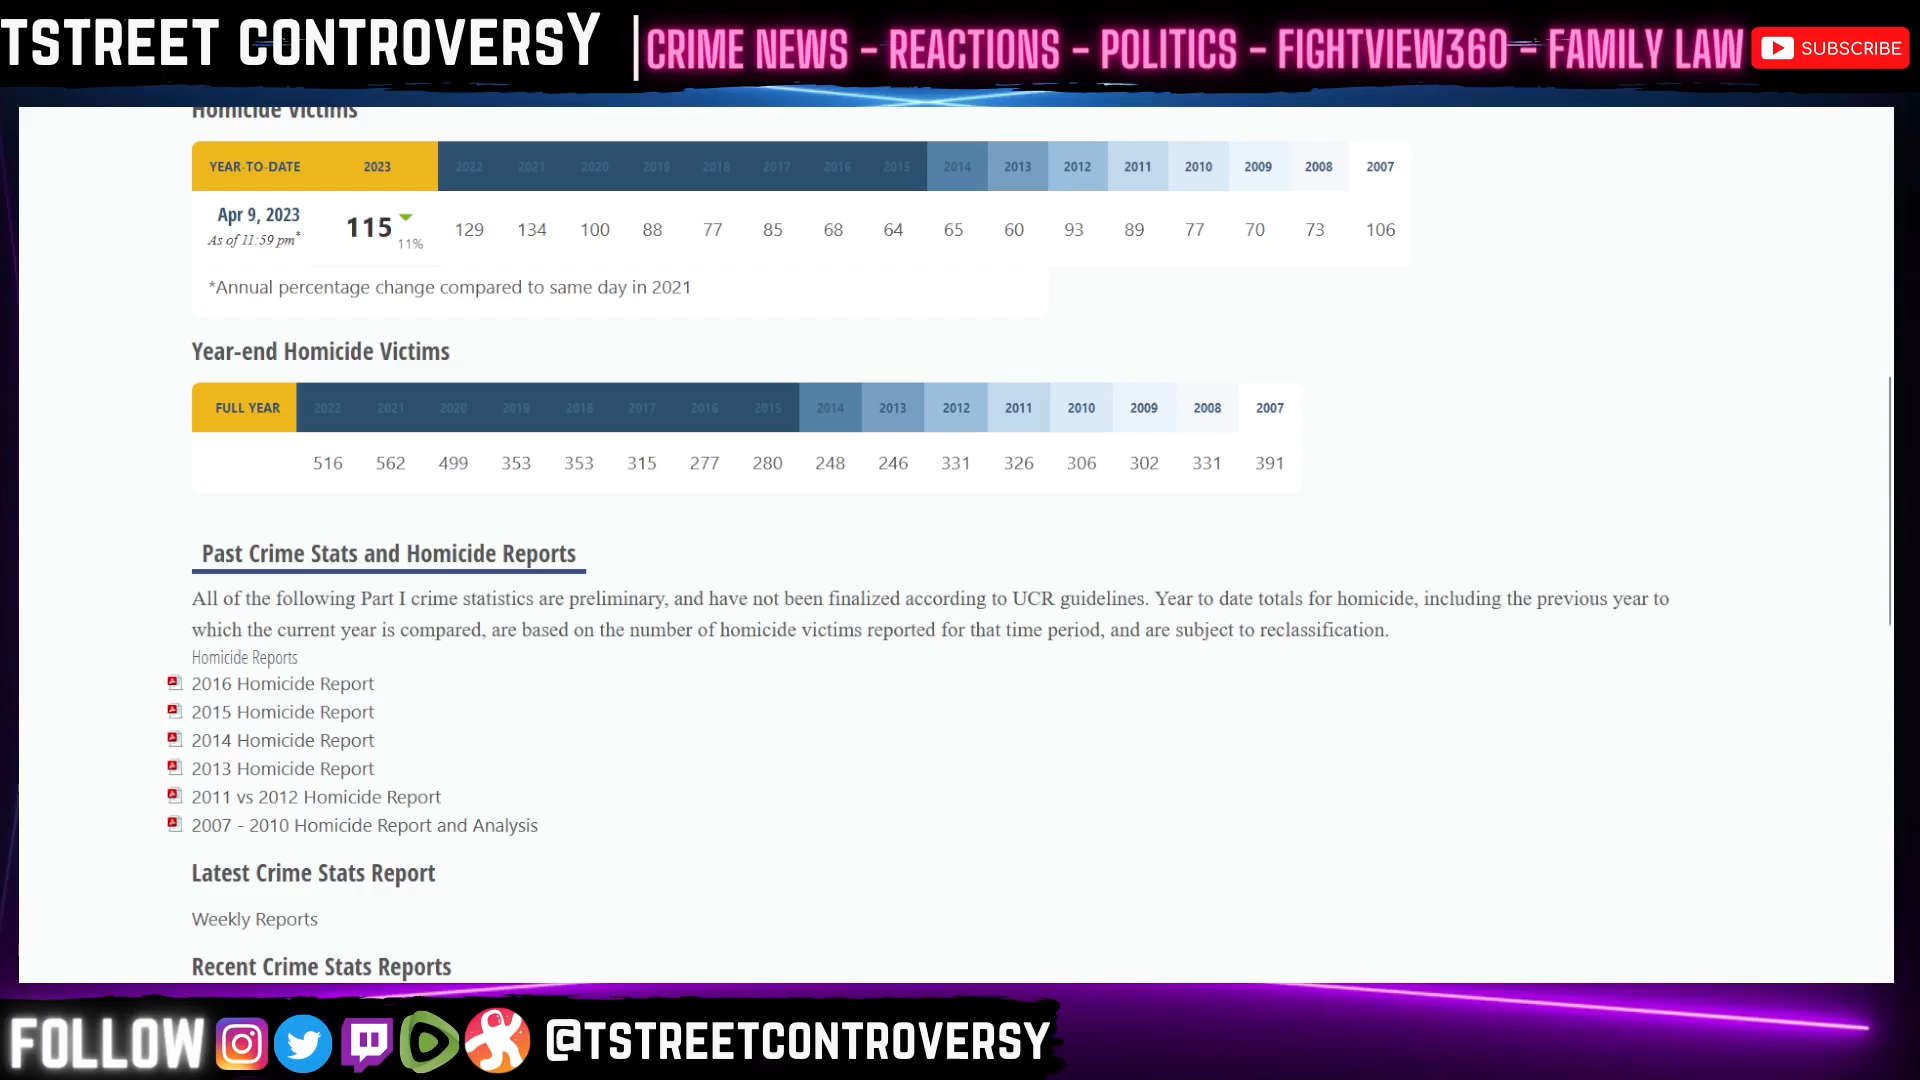 TSTREET CONTROVERSY
CRIME NEWS - REACTIONS - POLITICS - FIGHTVIEW360 - FAMILY LAW
SUBSCRIBE
Homicide Victims
YEAR-TO-DATE 2023 2022 2021 2020 2019 2018 2017 2016 2015 2014 2013 2012 2011 2010 2009 2008 2007
Apr 9, 2023
As of 11:59 pm*
115 11% 129 134 100 88 77 85 68 64 65 60 93 89 77 70 73 106
*Annual percentage change compared to same day in 2021
Year-end Homicide Victims
FULL YEAR 2022 2021 2020 2019 2018 2017 2016 2015 2014 2013 2012 2011 2010 2009 2008 2007
516 562 499 353 353 315 277 280 248 246 331 326 306 302 331 391
Past Crime Stats and Homicide Reports
All of the following Part I crime statistics are preliminary, and have not been finalized according to UCR guidelines. Year to date totals for homicide, including the previous year to
which the current year is compared, are based on the number of homicide victims reported for that time period, and are subject to reclassification.
Homicide Reports
2016 Homicide Report
2015 Homicide Report
2014 Homicide Report
2013 Homicide Report
2011 vs 2012 Homicide Report
2007 - 2010 Homicide Report and Analysis
Latest Crime Stats Report
Weekly Reports
Recent Crime Stats Reports
FOLLOW @TSTREETCONTROVERSY